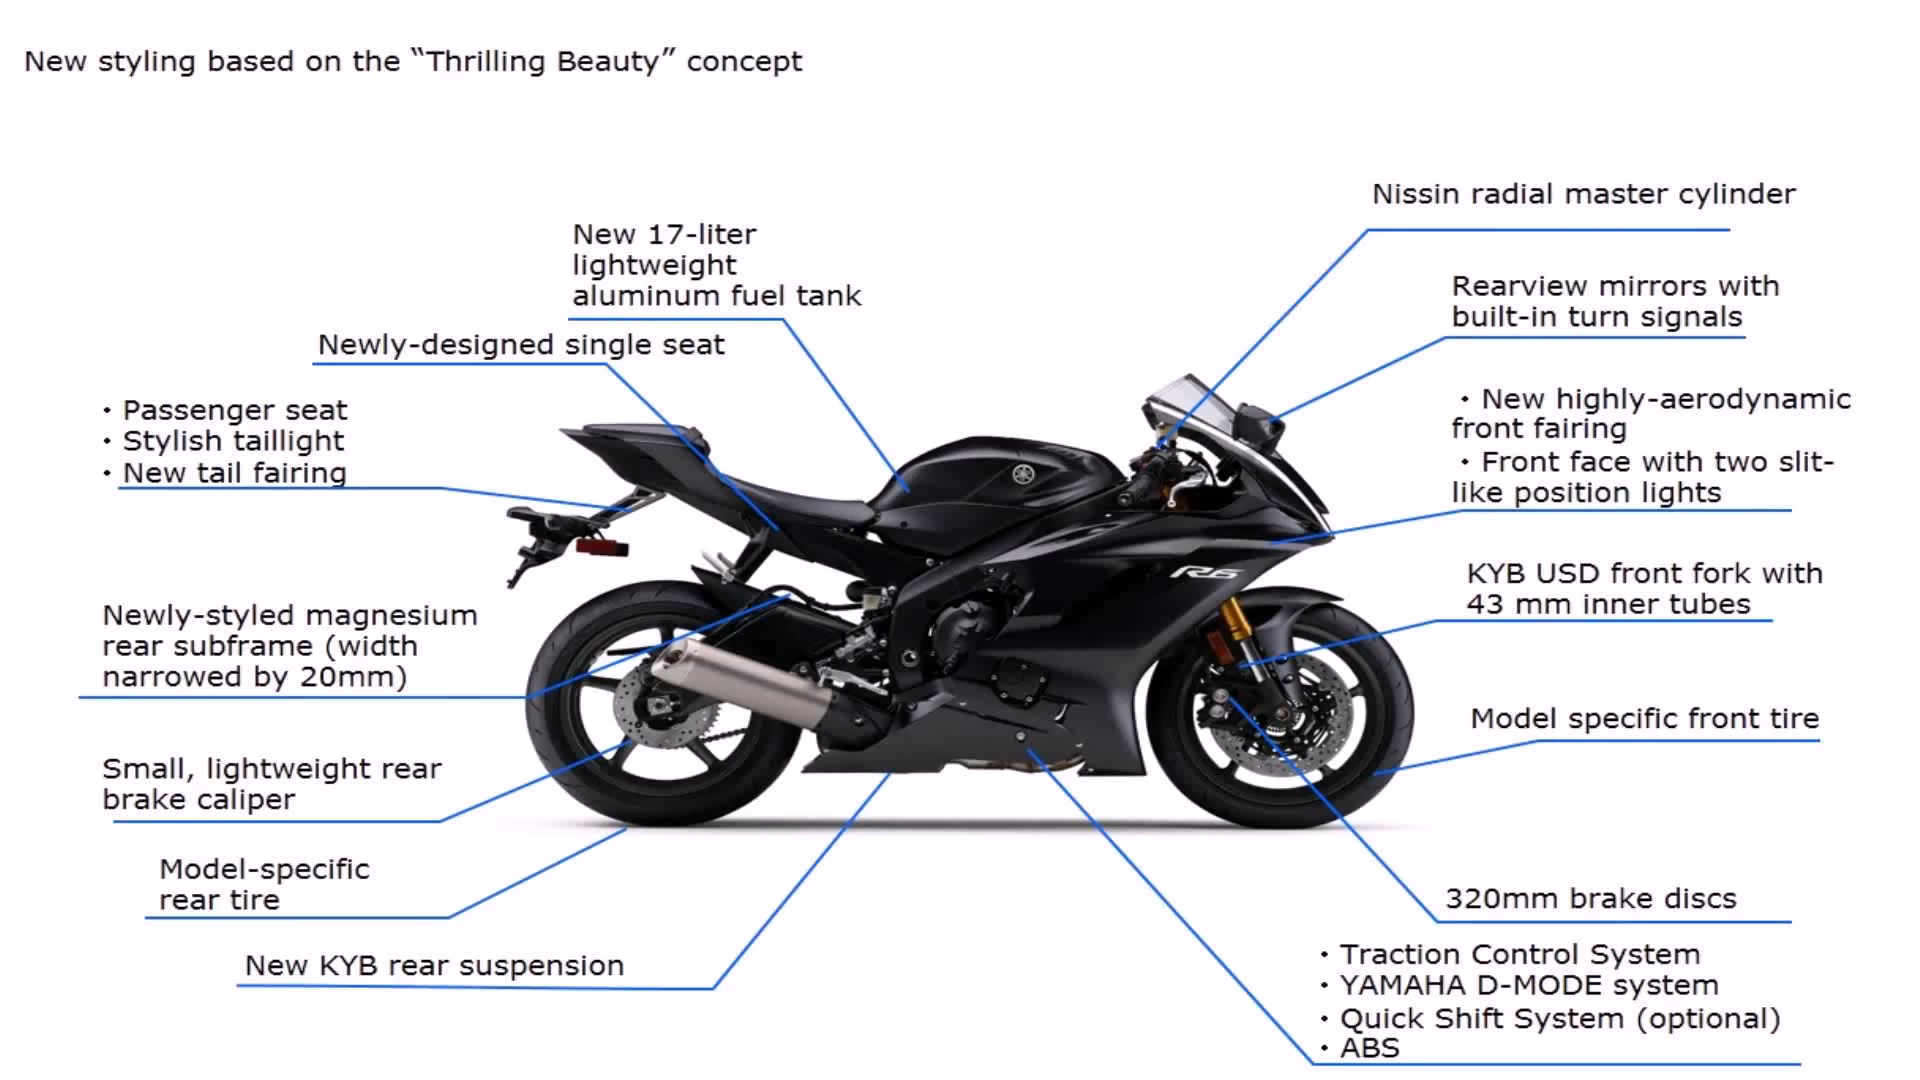 New styling based on the “Thrilling Beauty” concept
Nissin radial master cylinder
New 17-liter
lightweight
aluminum fuel tank
Rearview mirrors with
built-in turn signals
Newly-designed single seat
・Passenger seat
・Stylish taillight
・New tail fairing
・New highly-aerodynamic
front fairing
・Front face with two slit-
like position lights
R6
KYB USD front fork with
43 mm inner tubes
Newly-styled magnesium
rear subframe (width
narrowed by 20mm)
Model specific front tire
Small, lightweight rear
brake caliper
Model-specific
rear tire
320mm brake discs
New KYB rear suspension
・Traction Control System
・YAMAHA D-MODE system
・Quick Shift System (optional)
・ABS